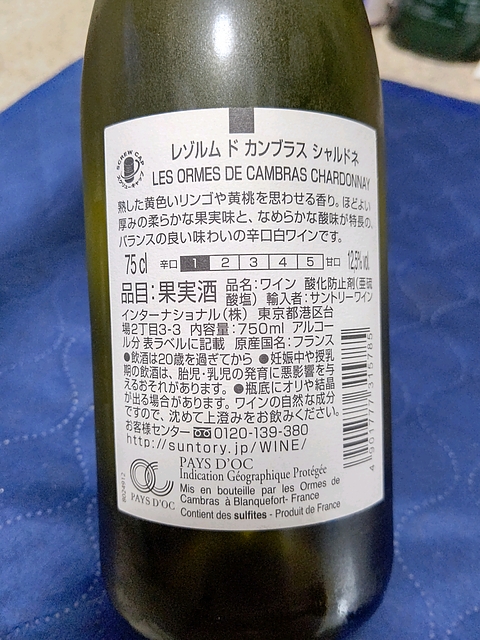 SCREW CAP
レゾルム ド カンブラス シャルドネ
LES ORMES DE CAMBRAS CHARDONNAY
熟した黄色いリンゴや黄桃を思わせる香り。ほどよい
厚みの柔らかな果実味と、なめらかな酸味が特長の、
バランスの良い味わいの辛口白ワインです。
75 cl 辛口 1 2 3 4 5 甘口 12,5% vol.
品目:果実酒 品名:ワイン 酸化防止剤(亜硫
酸塩) 輸入者:サントリーワイン
インターナショナル(株) 東京都港区台
場2丁目3-3 内容量:750ml アルコー
ル分 表ラベルに記載 原産国名:フランス
●飲酒は20歳を過ぎてから ●妊娠中や授乳
期の飲酒は、胎児・乳児の発育に悪影響を与
えるおそれがあります。 ●瓶底にオリや結晶
が出る場合があります。ワインの自然な成分
ですので、沈めて上澄みをお飲みください。
お客様センター 0120-139-380
http://suntory.jp/WINE/
4 901777 315785
PAYS D'OC
PAYS D'OC
Indication Géographique Protégée
Mis en bouteille par les Ormes de
Cambras à Blanquefort- France
Contient des sulfites - Produit de France